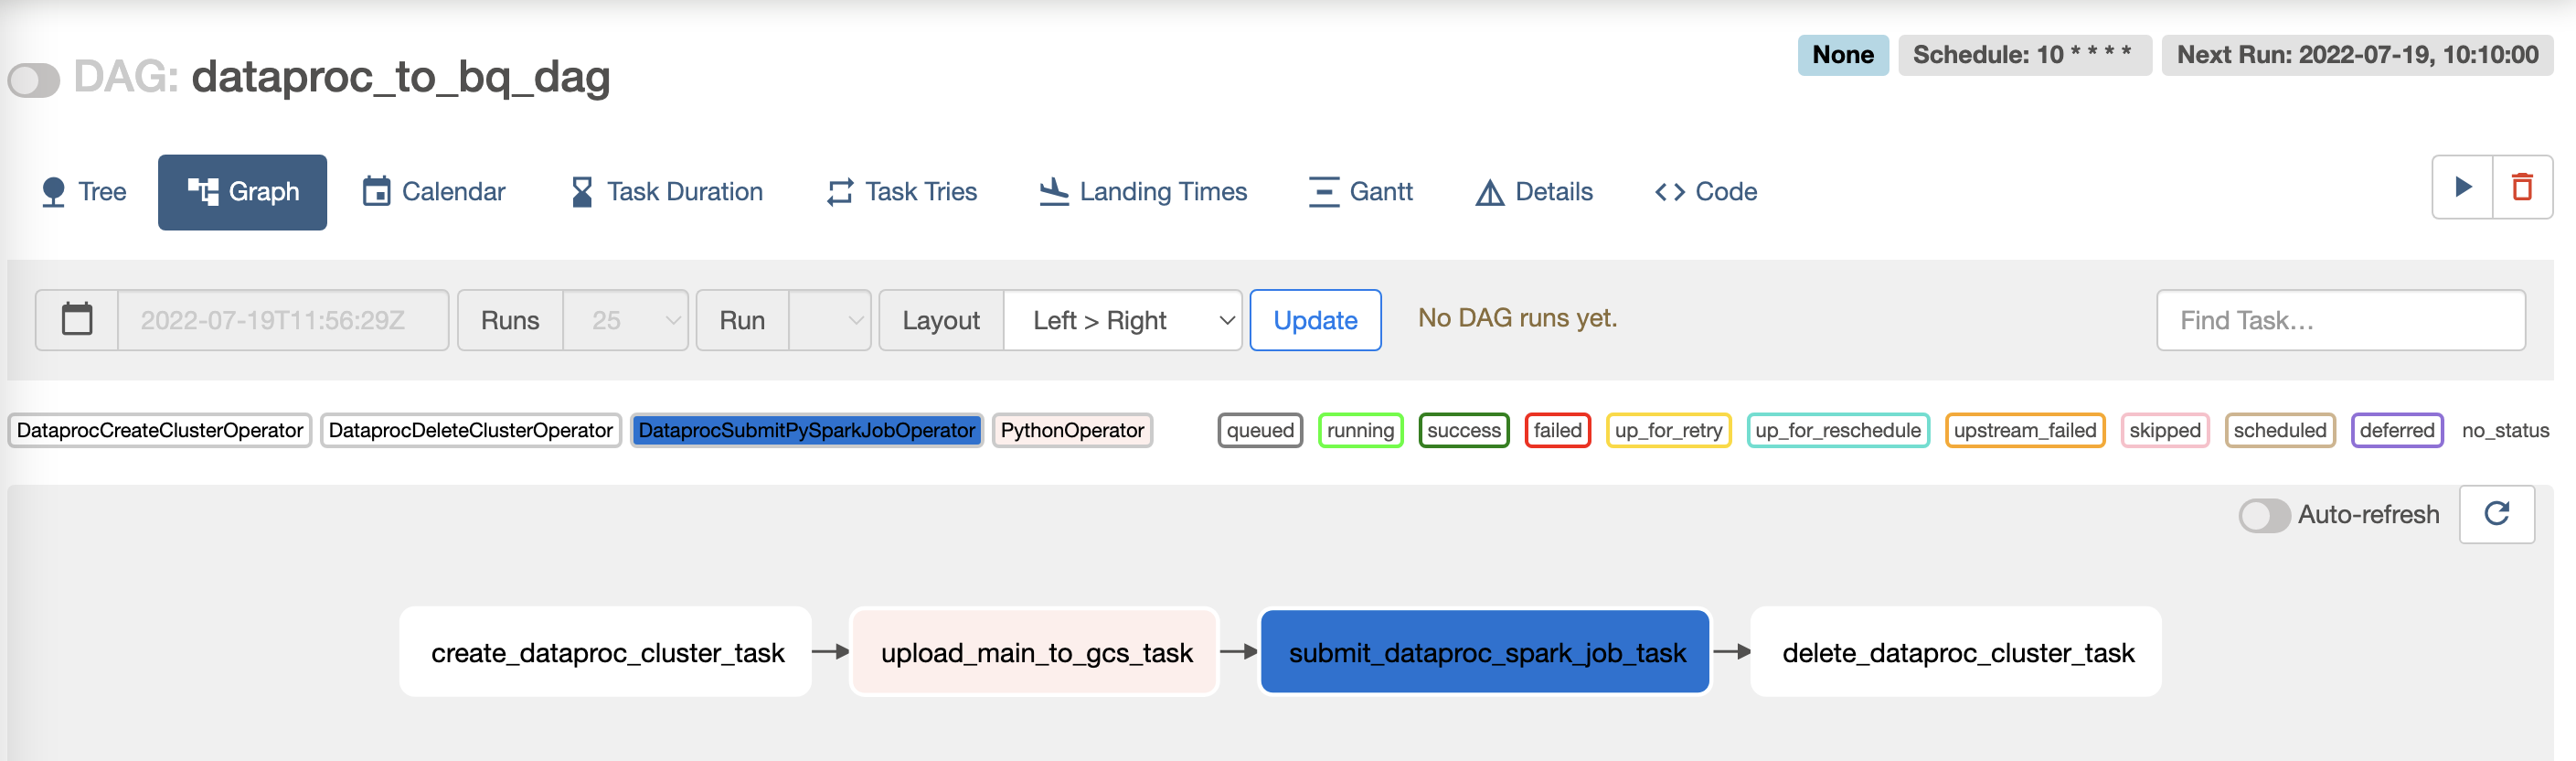 None Schedule: 10 * * * * Next Run: 2022-07-19, 10:10:00
DAG: dataproc_to_bq_dag
Tree Graph Calendar Task Duration Task Tries Landing Times Gantt Details Code
2022-07-19T11:56:29Z Runs 25 Run Layout Left > Right Update No DAG runs yet. Find Task...
DataprocCreateClusterOperator DataprocDeleteClusterOperator DataprocSubmitPySparkJobOperator PythonOperator queued running success failed up_for_retry up_for_reschedule upstream_failed skipped scheduled deferred no_status
Auto-refresh
create_dataproc_cluster_task upload_main_to_gcs_task submit_dataproc_spark_job_task delete_dataproc_cluster_task